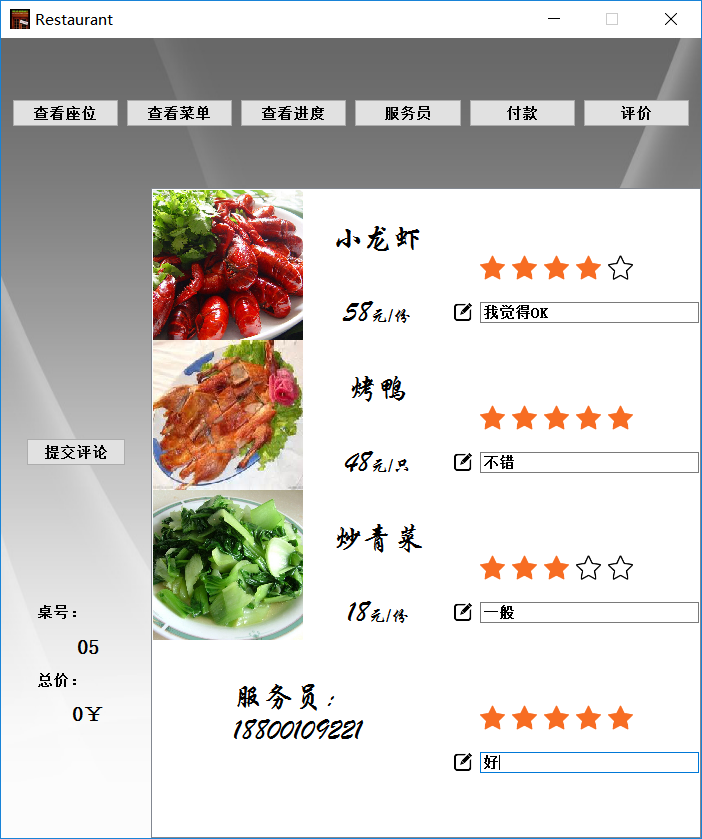 Restaurant
查看座位 查看菜单 查看进度 服务员 付款 评价
小龙虾
58元/份
我觉得OK
烤鸭
48元/只
不错
提交评论
炒青菜
18元/份
一般
桌号：
05
总价：
0¥
服务员：
18800109221
好